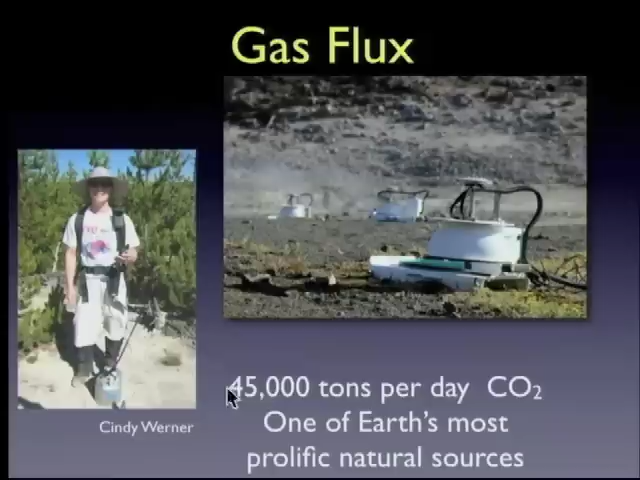 Gas Flux
45,000 tons per day CO₂
One of Earth's most
prolific natural sources
Cindy Werner